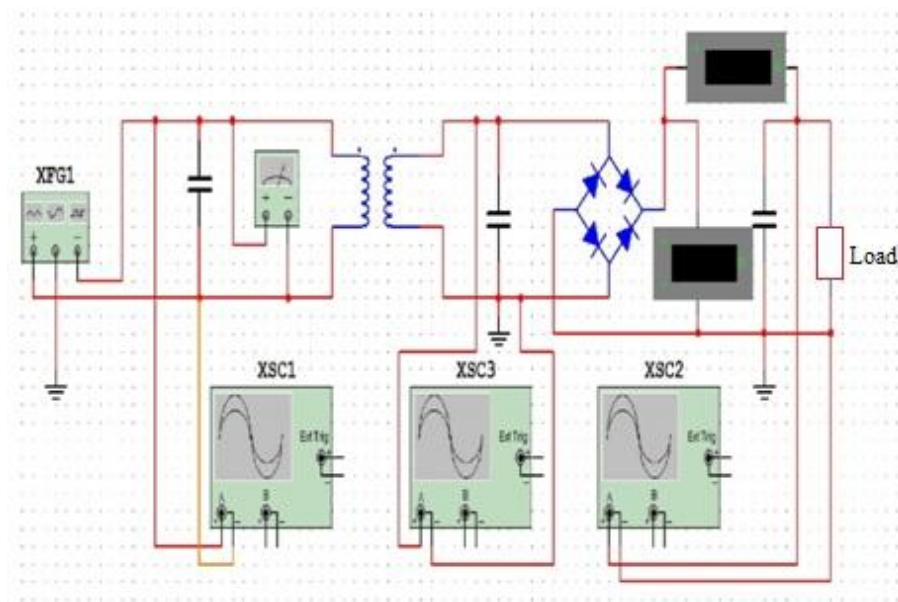 XFG1
+
-
+
-
Load
XSC1
XSC3
XSC2
Ext Trig
A
B
Ext Trig
A
B
Ext Trig
A
B